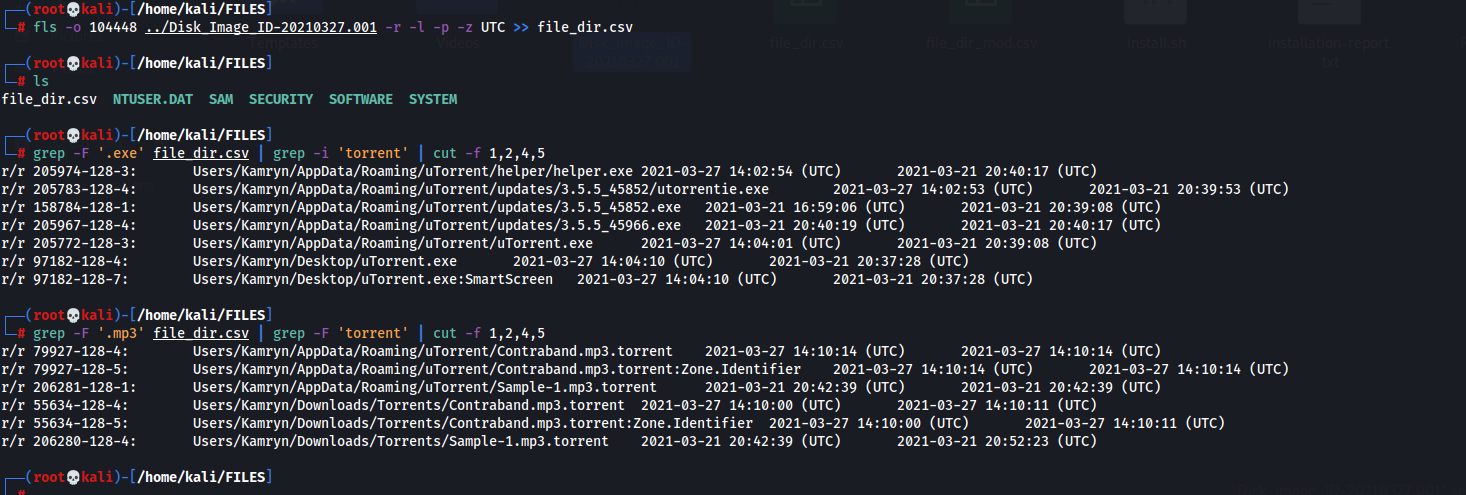 ┌──(root💀kali)-[/home/kali/FILES]
└─# fls -o 104448 ../Disk_Image_ID-20210327.001 -r -l -p -z UTC >> file_dir.csv
Templates Videos file_dir.csv file_dir_mod.csv install.sh installation-report.
txt
┌──(root💀kali)-[/home/kali/FILES]
└─# ls
file_dir.csv  NTUSER.DAT  SAM  SECURITY  SOFTWARE  SYSTEM
┌──(root💀kali)-[/home/kali/FILES]
└─# grep -F '.exe' file_dir.csv | grep -i 'torrent' | cut -f 1,2,4,5
r/r 205974-128-3:	Users/Kamryn/AppData/Roaming/uTorrent/helper/helper.exe	2021-03-27 14:02:54 (UTC)	2021-03-21 20:40:17 (UTC)
r/r 205783-128-4:	Users/Kamryn/AppData/Roaming/uTorrent/updates/3.5.5_45852/utorrentie.exe	2021-03-27 14:02:53 (UTC)	2021-03-21 20:39:53 (UTC)
r/r 158784-128-1:	Users/Kamryn/AppData/Roaming/uTorrent/updates/3.5.5_45852.exe	2021-03-21 16:59:06 (UTC)	2021-03-21 20:39:08 (UTC)
r/r 205967-128-4:	Users/Kamryn/AppData/Roaming/uTorrent/updates/3.5.5_45966.exe	2021-03-21 20:40:19 (UTC)	2021-03-21 20:40:17 (UTC)
r/r 205772-128-3:	Users/Kamryn/AppData/Roaming/uTorrent/uTorrent.exe	2021-03-27 14:04:01 (UTC)	2021-03-21 20:39:08 (UTC)
r/r 97182-128-4:	Users/Kamryn/Desktop/uTorrent.exe	2021-03-27 14:04:10 (UTC)	2021-03-21 20:37:28 (UTC)
r/r 97182-128-7:	Users/Kamryn/Desktop/uTorrent.exe:SmartScreen	2021-03-27 14:04:10 (UTC)	2021-03-21 20:37:28 (UTC)
┌──(root💀kali)-[/home/kali/FILES]
└─# grep -F '.mp3' file_dir.csv | grep -F 'torrent' | cut -f 1,2,4,5
r/r 79927-128-4:	Users/Kamryn/AppData/Roaming/uTorrent/Contraband.mp3.torrent	2021-03-27 14:10:14 (UTC)	2021-03-27 14:10:14 (UTC)
r/r 79927-128-5:	Users/Kamryn/AppData/Roaming/uTorrent/Contraband.mp3.torrent:Zone.Identifier	2021-03-27 14:10:14 (UTC)	2021-03-27 14:10:14 (UTC)
r/r 206281-128-1:	Users/Kamryn/AppData/Roaming/uTorrent/Sample-1.mp3.torrent	2021-03-21 20:42:39 (UTC)	2021-03-21 20:42:39 (UTC)
r/r 55634-128-4:	Users/Kamryn/Downloads/Torrents/Contraband.mp3.torrent	2021-03-27 14:10:00 (UTC)	2021-03-27 14:10:11 (UTC)
r/r 55634-128-5:	Users/Kamryn/Downloads/Torrents/Contraband.mp3.torrent:Zone.Identifier	2021-03-27 14:10:00 (UTC)	2021-03-27 14:10:11 (UTC)
r/r 206280-128-4:	Users/Kamryn/Downloads/Torrents/Sample-1.mp3.torrent	2021-03-21 20:42:39 (UTC)	2021-03-21 20:52:23 (UTC)
┌──(root💀kali)-[/home/kali/FILES]
└─#